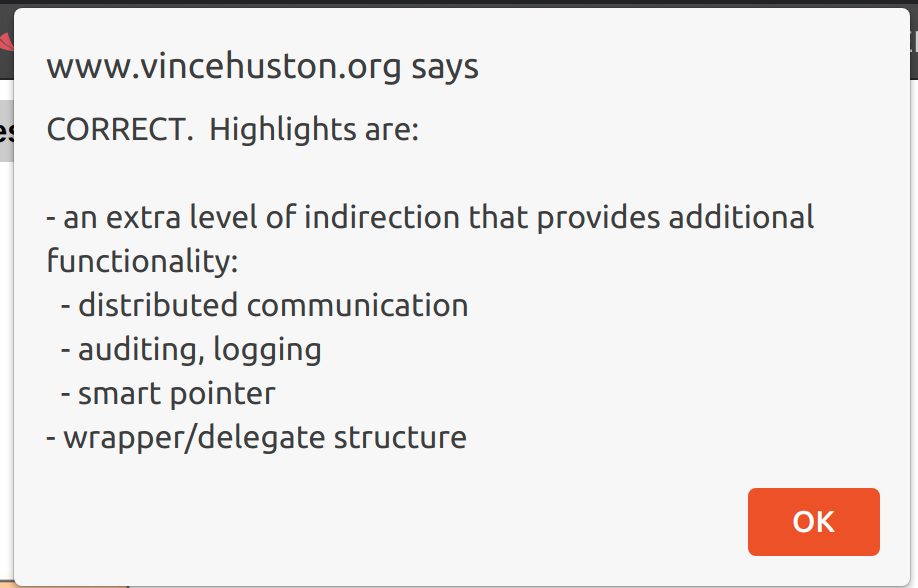 www.vincehuston.org says
CORRECT.  Highlights are:
- an extra level of indirection that provides additional
functionality:
- distributed communication
- auditing, logging
- smart pointer
- wrapper/delegate structure
OK